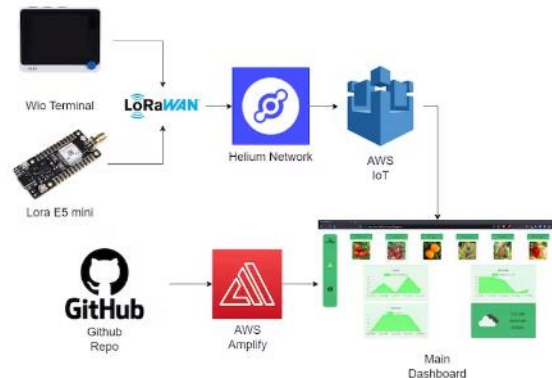 Wio Terminal
LoRaWAN
Helium Network
AWS
IoT
Lora E5 mini
GitHub
Github
Repo
AWS
Amplify
Main
Dashboard